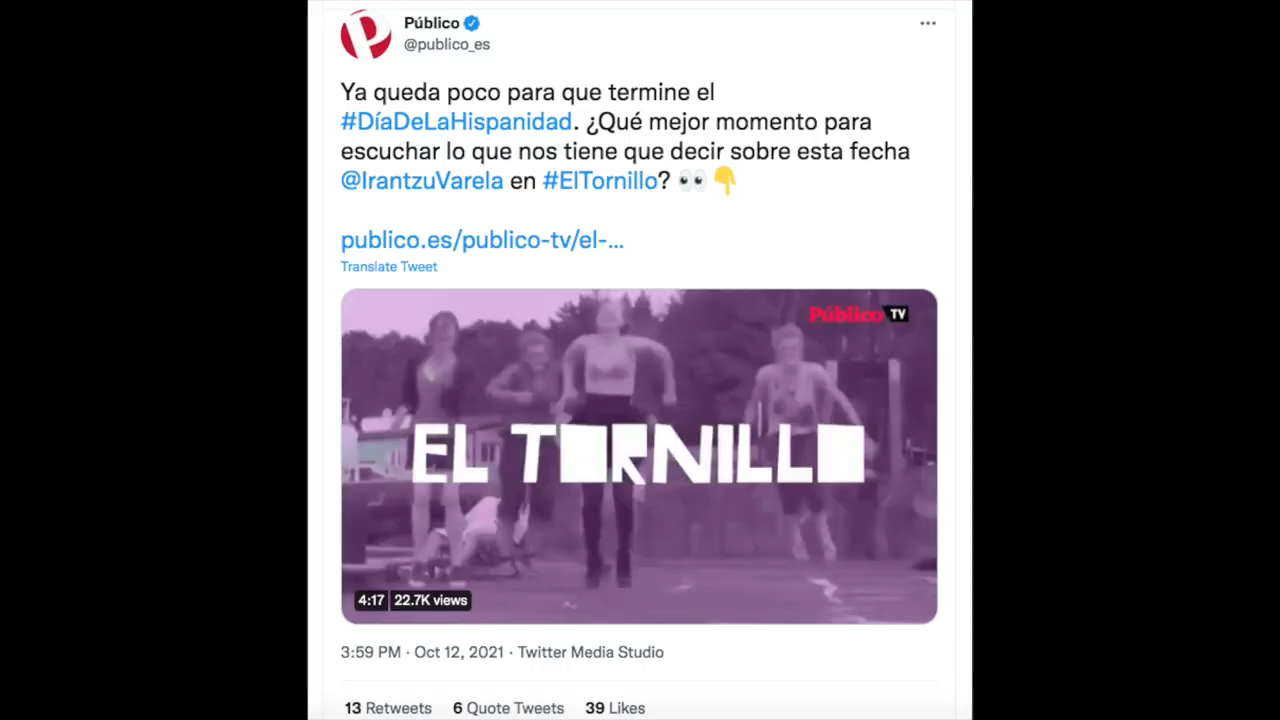 Público
@publico_es
Ya queda poco para que termine el
#DíaDeLaHispanidad. ¿Qué mejor momento para
escuchar lo que nos tiene que decir sobre esta fecha
@IrantzuVarela en #ElTornillo? 👀 👇
publico.es/publico-tv/el-...
Translate Tweet
Público TV
EL TORNILLO
4:17 22.7K views
3:59 PM · Oct 12, 2021 · Twitter Media Studio
13 Retweets 6 Quote Tweets 39 Likes